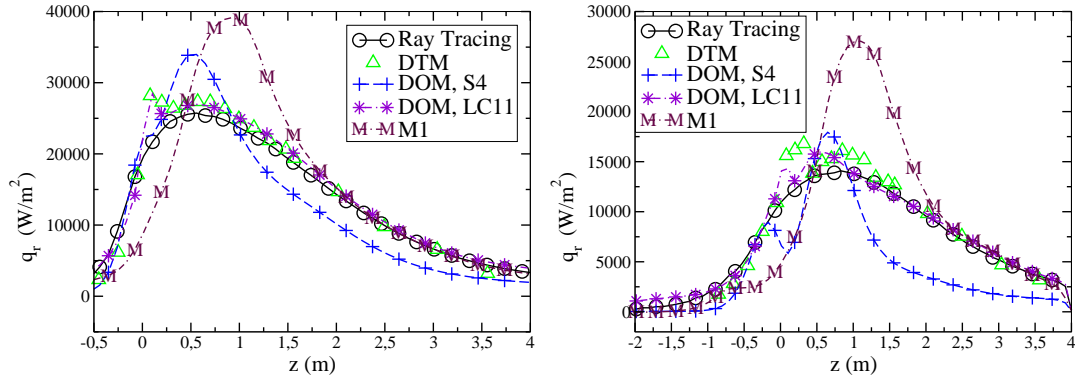 40000
30000
20000
10000
0
q_r (W/m²)
-0,5 0 0,5 1 1,5 2 2,5 3 3,5 4
z (m)
Ray Tracing
DTM
DOM, S4
DOM, LC11
M M M1
30000
25000
20000
15000
10000
5000
0
q_r (W/m²)
-2 -1,5 -1 -0,5 0 0,5 1 1,5 2 2,5 3 3,5 4
z (m)
Ray Tracing
DTM
DOM, S4
DOM, LC11
M M M1